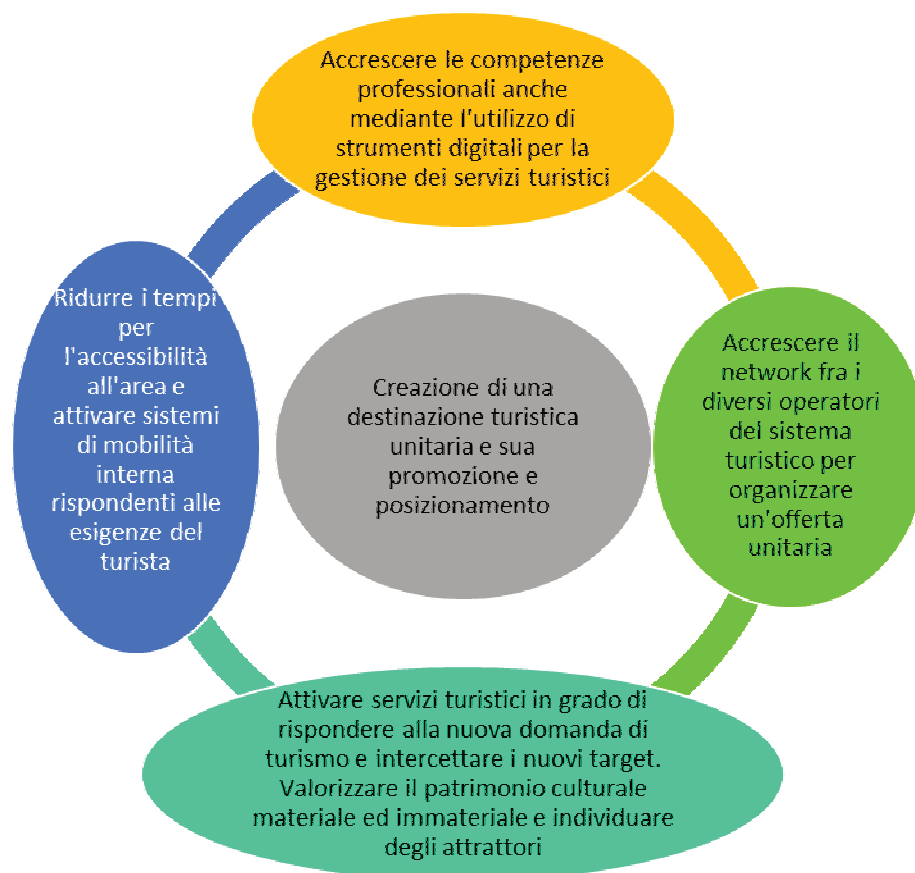 Accrescere le competenze
professionali anche
mediante l’utilizzo di
strumenti digitali per la
gestione dei servizi turistici
Ridurre i tempi
per
l'accessibilità
all'area e
attivare sistemi
di mobilità
interna
rispondenti alle
esigenze del
turista
Creazione di una
destinazione turistica
unitaria e sua
promozione e
posizionamento
Accrescere il
network fra i
diversi operatori
del sistema
turistico per
organizzare
un’offerta
unitaria
Attivare servizi turistici in grado di
rispondere alla nuova domanda di
turismo e intercettare i nuovi target.
Valorizzare il patrimonio culturale
materiale ed immateriale e individuare
degli attrattori